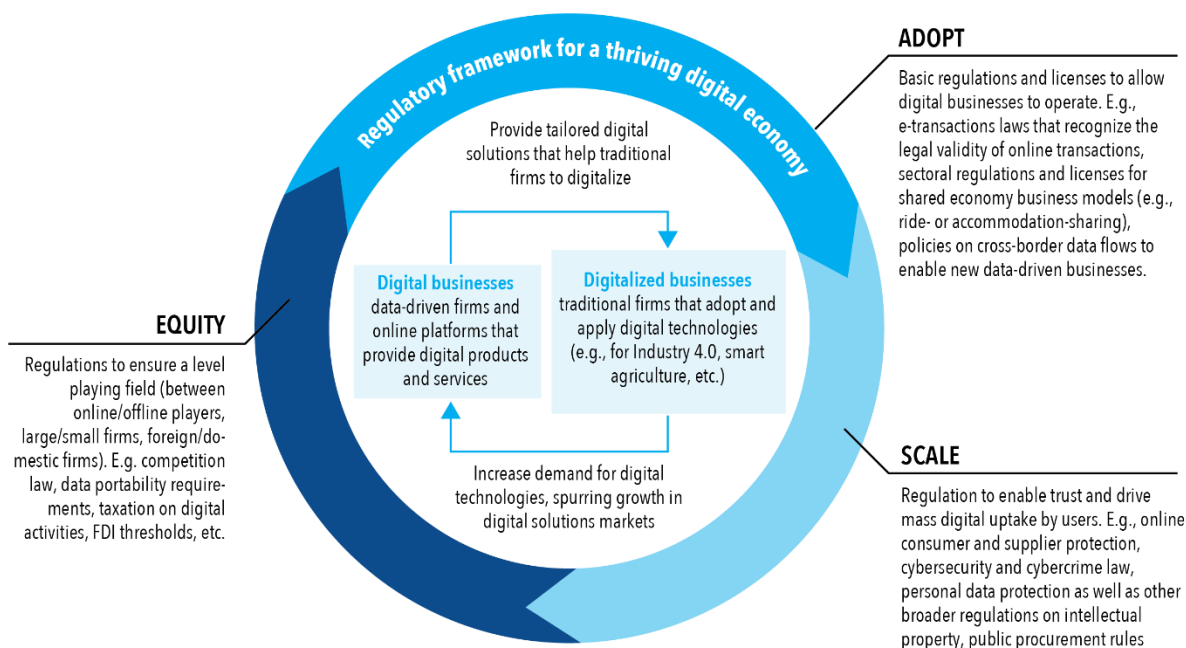 Regulatory framework for a thriving digital economy
ADOPT
Basic regulations and licenses to allow
digital businesses to operate. E.g.,
e-transactions laws that recognize the
legal validity of online transactions,
sectoral regulations and licenses for
shared economy business models (e.g.,
ride- or accommodation-sharing),
policies on cross-border data flows to
enable new data-driven businesses.
Provide tailored digital
solutions that help traditional
firms to digitalize
Digital businesses
data-driven firms and
online platforms that
provide digital products
and services
Digitalized businesses
traditional firms that adopt and
apply digital technologies
(e.g., for Industry 4.0, smart
agriculture, etc.)
Increase demand for digital
technologies, spurring growth in
digital solutions markets
EQUITY
Regulations to ensure a level
playing field (between
online/offline players,
large/small firms, foreign/do-
mestic firms). E.g. competition
law, data portability require-
ments, taxation on digital
activities, FDI thresholds, etc.
SCALE
Regulation to enable trust and drive
mass digital uptake by users. E.g., online
consumer and supplier protection,
cybersecurity and cybercrime law,
personal data protection as well as other
broader regulations on intellectual
property, public procurement rules